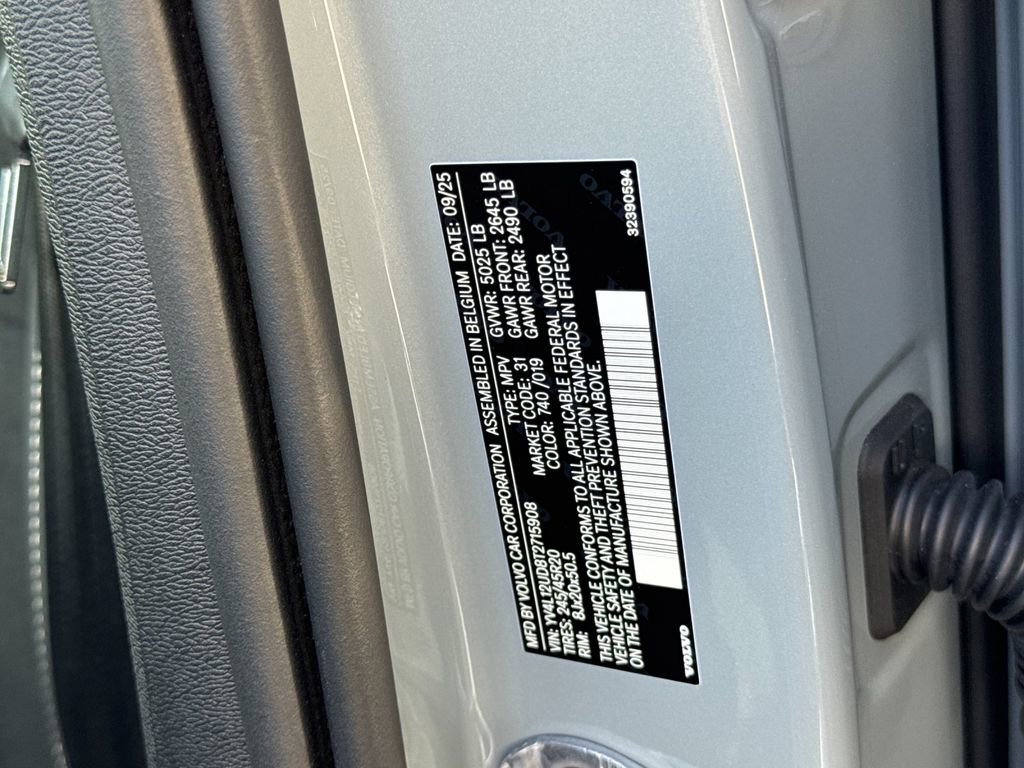 MFD BY VOLVO CAR CORPORATION ASSEMBLED IN BELGIUM DATE: 09/25
VIN: YV4L12UD8T2715908 TYPE: MPV GVWR: 5025 LB
TIRES: 245/45R20 MARKET CODE: 31 GAWR FRONT: 2645 LB
RIM: 8Jx20x50.5 COLOR: 740 /019 GAWR REAR: 2490 LB
THIS VEHICLE CONFORMS TO ALL APPLICABLE FEDERAL MOTOR
VEHICLE SAFETY AND THEFT PREVENTION STANDARDS IN EFFECT
ON THE DATE OF MANUFACTURE SHOWN ABOVE.
VOLVO 32390594